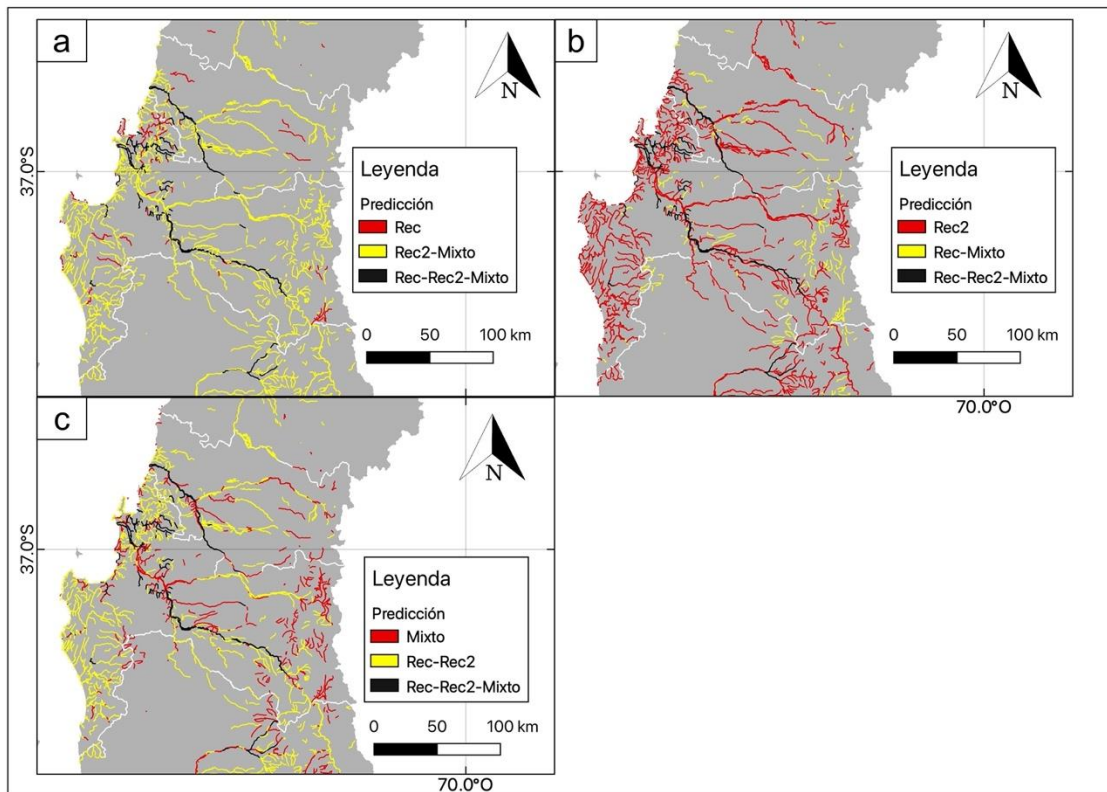 a
N
37.0°S
Leyenda
Predicción
Rec
Rec2-Mixto
Rec-Rec2-Mixto
0 50 100 km
b
N
Leyenda
Predicción
Rec2
Rec-Mixto
Rec-Rec2-Mixto
0 50 100 km
70.0°O
c
N
37.0°S
Leyenda
Predicción
Mixto
Rec-Rec2
Rec-Rec2-Mixto
0 50 100 km
70.0°O